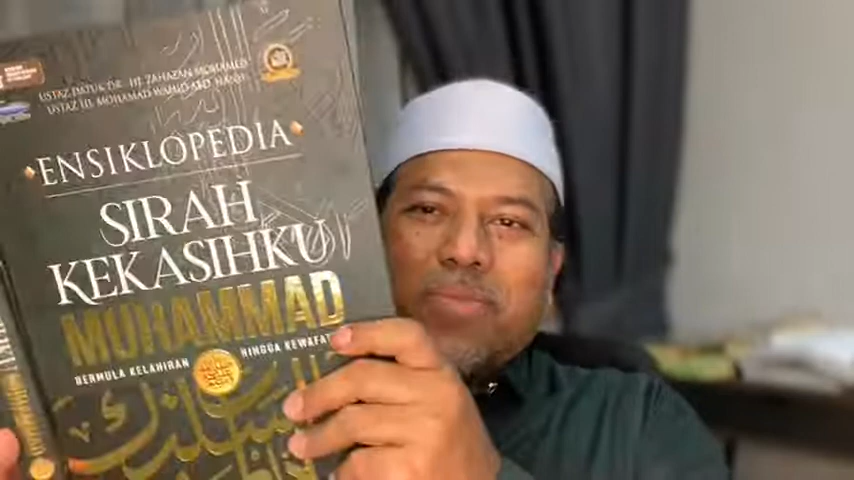 USTAZ DATUK DR. HJ. ZAHAZAN MOHAMED
USTAZ HJ. MOHAMAD WAHID ABD HANIF
ENSIKLOPEDIA
SIRAH
KEKASIHKU
MUHAMMAD
BERMULA KELAHIRAN HINGGA KEWAFATAN